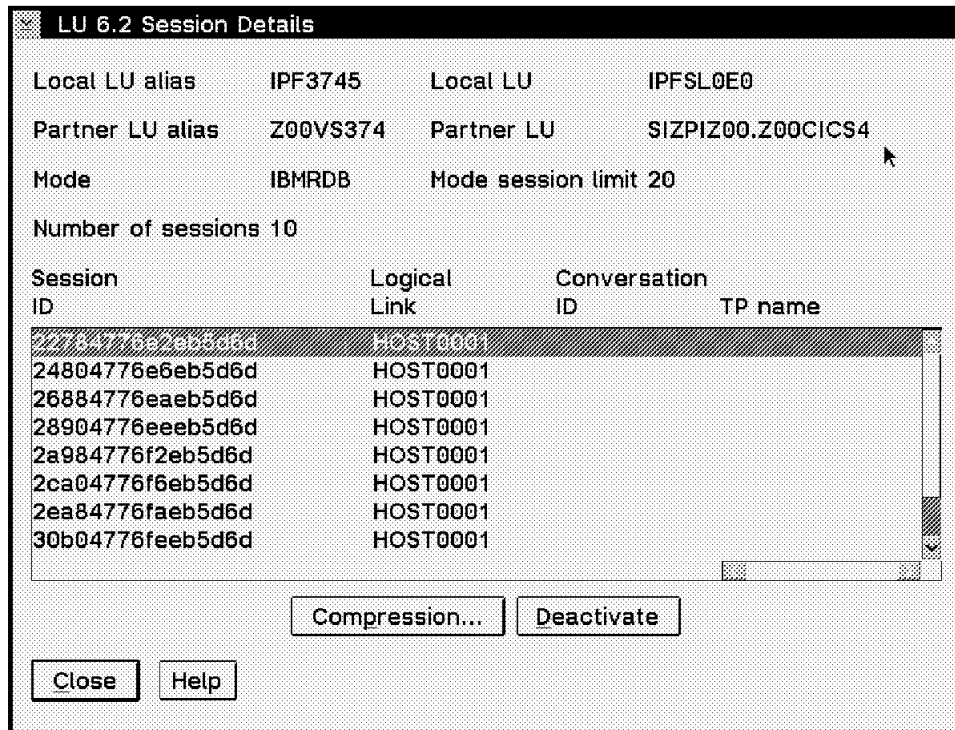 LU 6.2 Session Details
Local LU alias IPF3745 Local LU IPFSL0E0
Partner LU alias Z00VS374 Partner LU SIZPIZ00.Z00CICS4
Mode IBMRDB Mode session limit 20
Number of sessions 10
Session Logical Conversation
ID Link ID TP name
22784776e2eb5d6d HOST0001
24804776e6eb5d6d HOST0001
26884776eaeb5d6d HOST0001
28904776eeeb5d6d HOST0001
2a984776f2eb5d6d HOST0001
2ca04776f6eb5d6d HOST0001
2ea84776faeb5d6d HOST0001
30b04776feeb5d6d HOST0001
Compression... Deactivate
Close Help